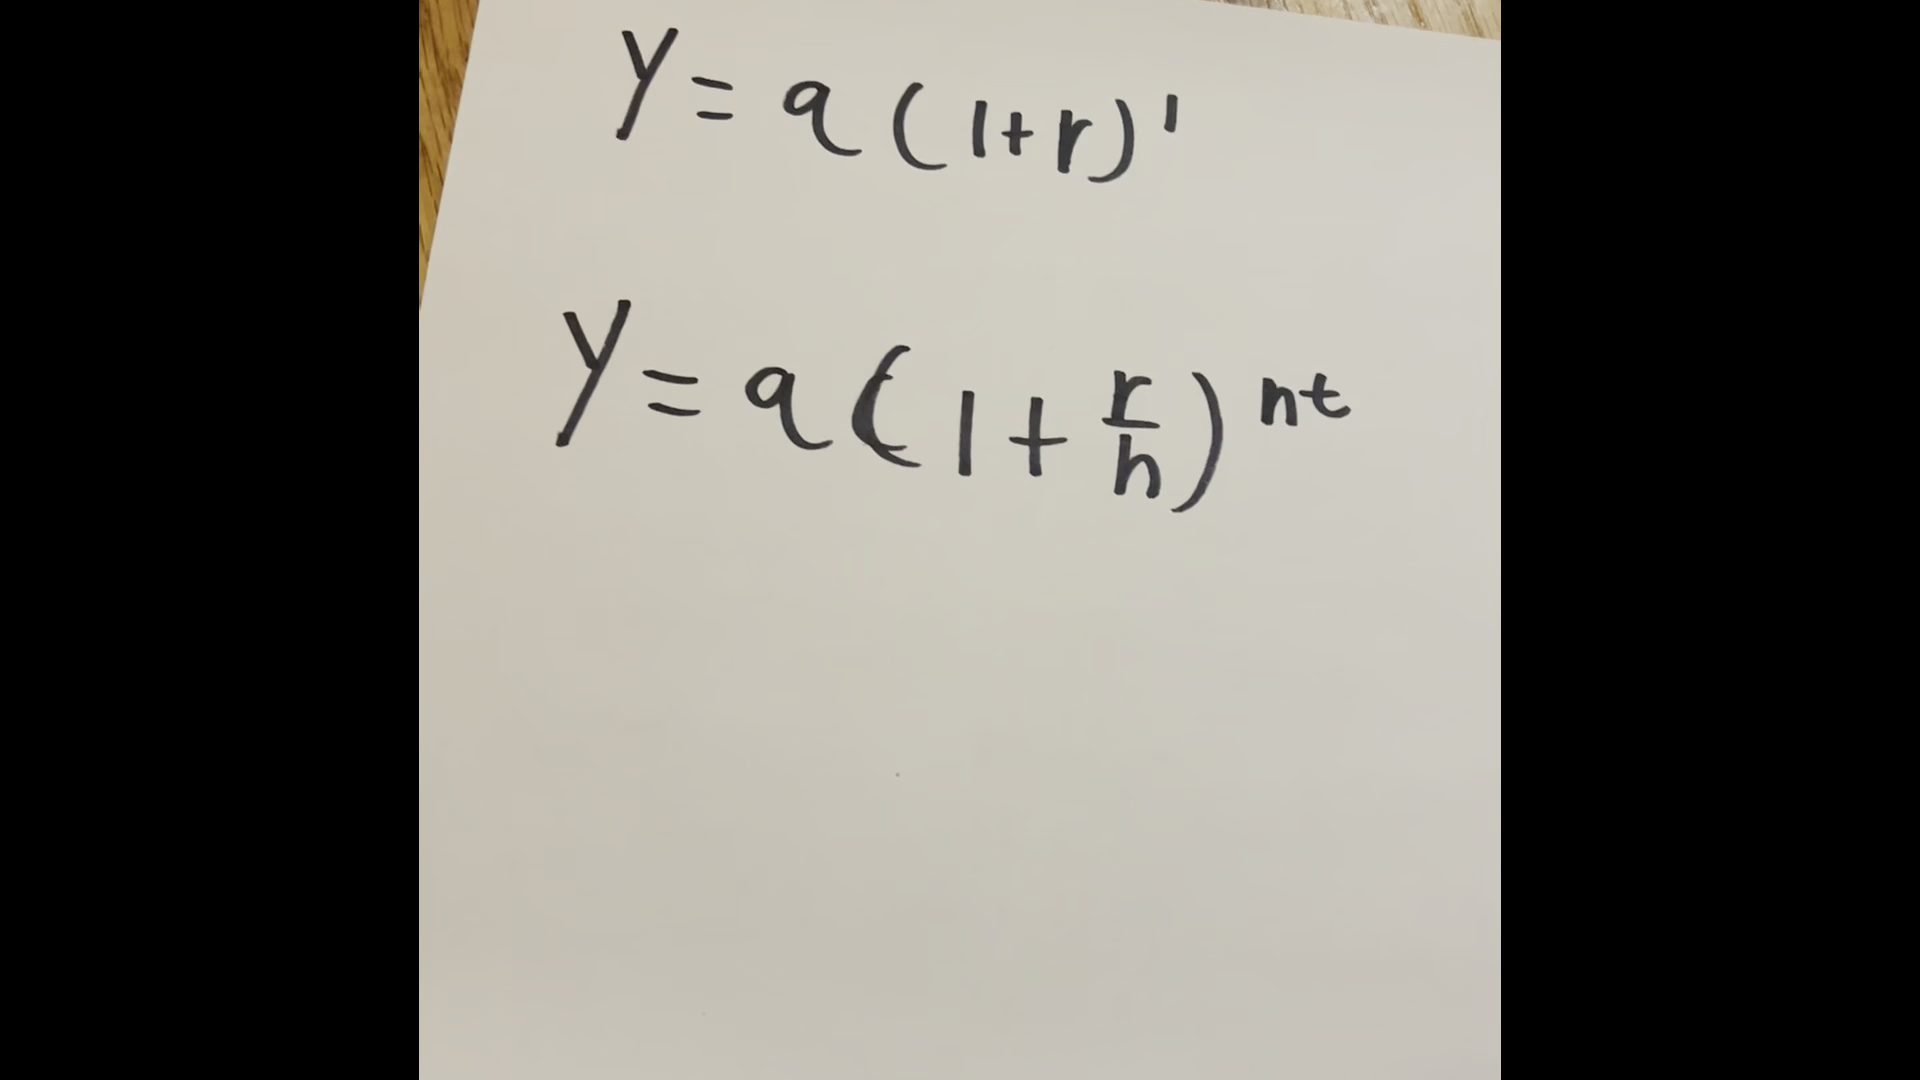 y = a (1+r)¹
y = a (1 + r/n)^nt